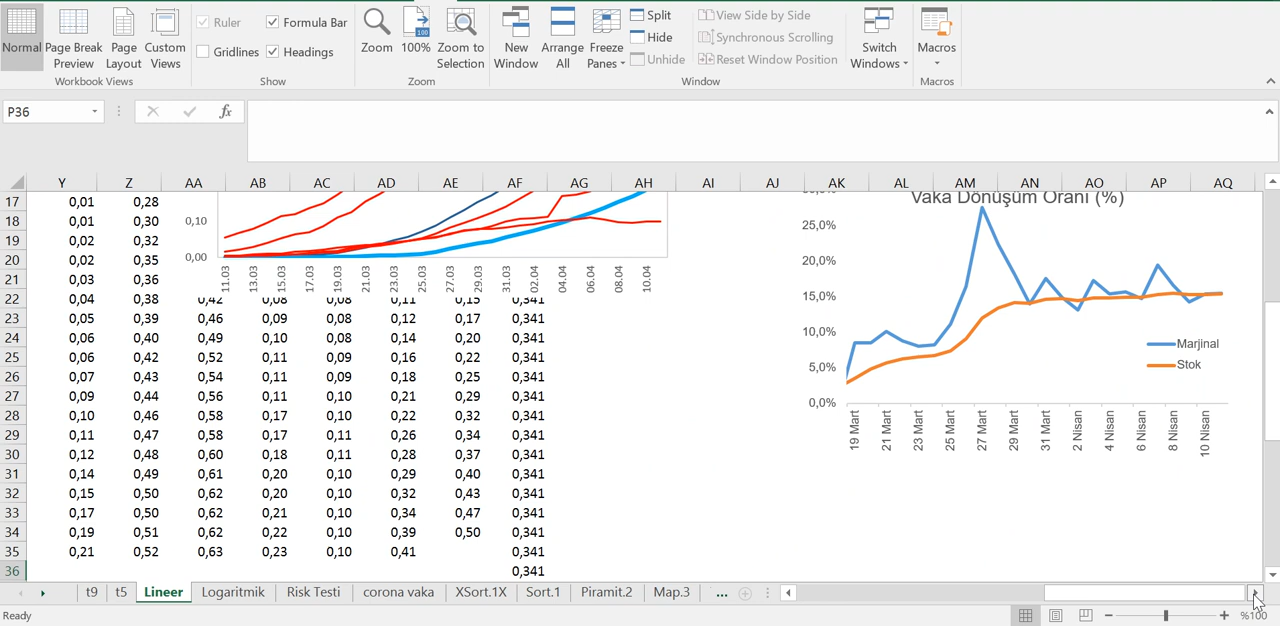 Normal Page Break Preview Page Layout Custom Views
Workbook Views
Ruler Formula Bar
Gridlines Headings
Show
Zoom 100% Zoom to Selection
Zoom
New Window Arrange All Freeze Panes
Split
Hide
Unhide
View Side by Side
Synchronous Scrolling
Reset Window Position
Window
Switch Windows
Macros
Macros
P36 fx
Y Z AA AB AC AD AE AF AG AH AI AJ AK AL AM AN AO AP AQ
17 0,01 0,28
18 0,01 0,30
19 0,02 0,32
20 0,02 0,35
21 0,03 0,36
22 0,04 0,38 0,42 0,08 0,08 0,11 0,15 0,341
23 0,05 0,39 0,46 0,09 0,08 0,12 0,17 0,341
24 0,06 0,40 0,49 0,10 0,08 0,14 0,20 0,341
25 0,06 0,42 0,52 0,11 0,09 0,16 0,22 0,341
26 0,07 0,43 0,54 0,11 0,09 0,18 0,25 0,341
27 0,09 0,44 0,56 0,11 0,10 0,21 0,29 0,341
28 0,10 0,46 0,58 0,17 0,10 0,22 0,32 0,341
29 0,11 0,47 0,58 0,17 0,11 0,26 0,34 0,341
30 0,12 0,48 0,60 0,18 0,11 0,28 0,37 0,341
31 0,14 0,49 0,61 0,20 0,10 0,29 0,40 0,341
32 0,15 0,50 0,62 0,20 0,10 0,32 0,43 0,341
33 0,17 0,50 0,62 0,21 0,10 0,34 0,47 0,341
34 0,19 0,51 0,62 0,22 0,10 0,39 0,50 0,341
35 0,21 0,52 0,63 0,23 0,10 0,41 0,341
36 0,341
0,10
0,00
11.03 13.03 15.03 17.03 19.03 21.03 23.03 25.03 27.03 29.03 31.03 02.04 04.04 06.04 08.04 10.04
Vaka Dönüşüm Oranı (%)
25,0%
20,0%
15,0%
10,0%
5,0%
0,0%
Marjinal
Stok
19 Mart 21 Mart 23 Mart 25 Mart 27 Mart 29 Mart 31 Mart 2 Nisan 4 Nisan 6 Nisan 8 Nisan 10 Nisan
t9 t5 Lineer Logaritmik Risk Testi corona vaka XSort.1X Sort.1 Piramit.2 Map.3 ...
Ready %100